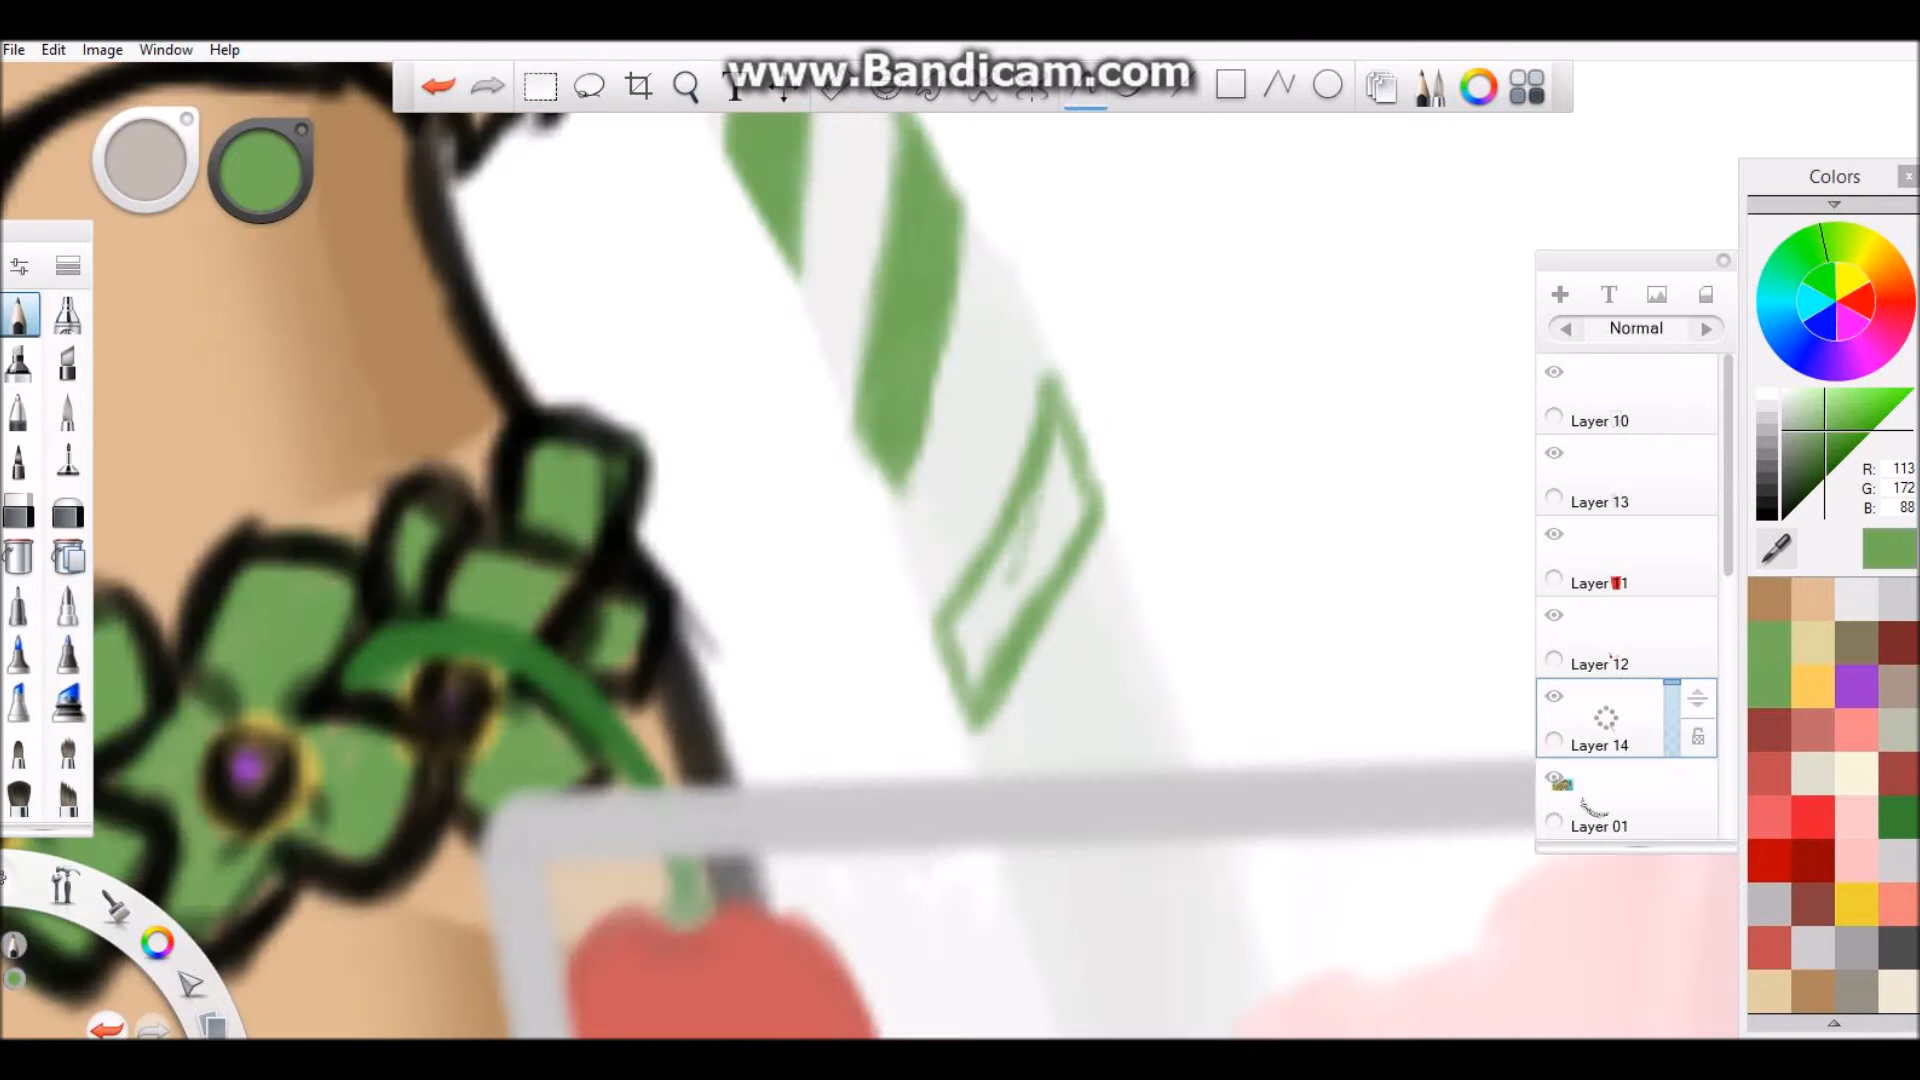 File Edit Image Window Help
www.Bandicam.com
T
Colors
T
Normal
Layer 10
Layer 13
Layer 11
Layer 12
Layer 14
Layer 01
R: 113
G: 172
B: 88